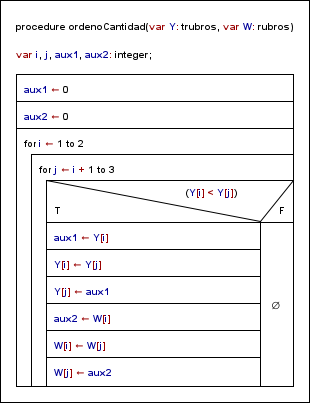 procedure ordenoCantidad(var Y: trubros, var W: rubros)
var i, j, aux1, aux2: integer;
aux1 ← 0
aux2 ← 0
for i ← 1 to 2
for j ← i + 1 to 3
(Y[i] < Y[j])
T F
aux1 ← Y[i]
Y[i] ← Y[j]
Y[j] ← aux1
∅
aux2 ← W[i]
W[i] ← W[j]
W[j] ← aux2